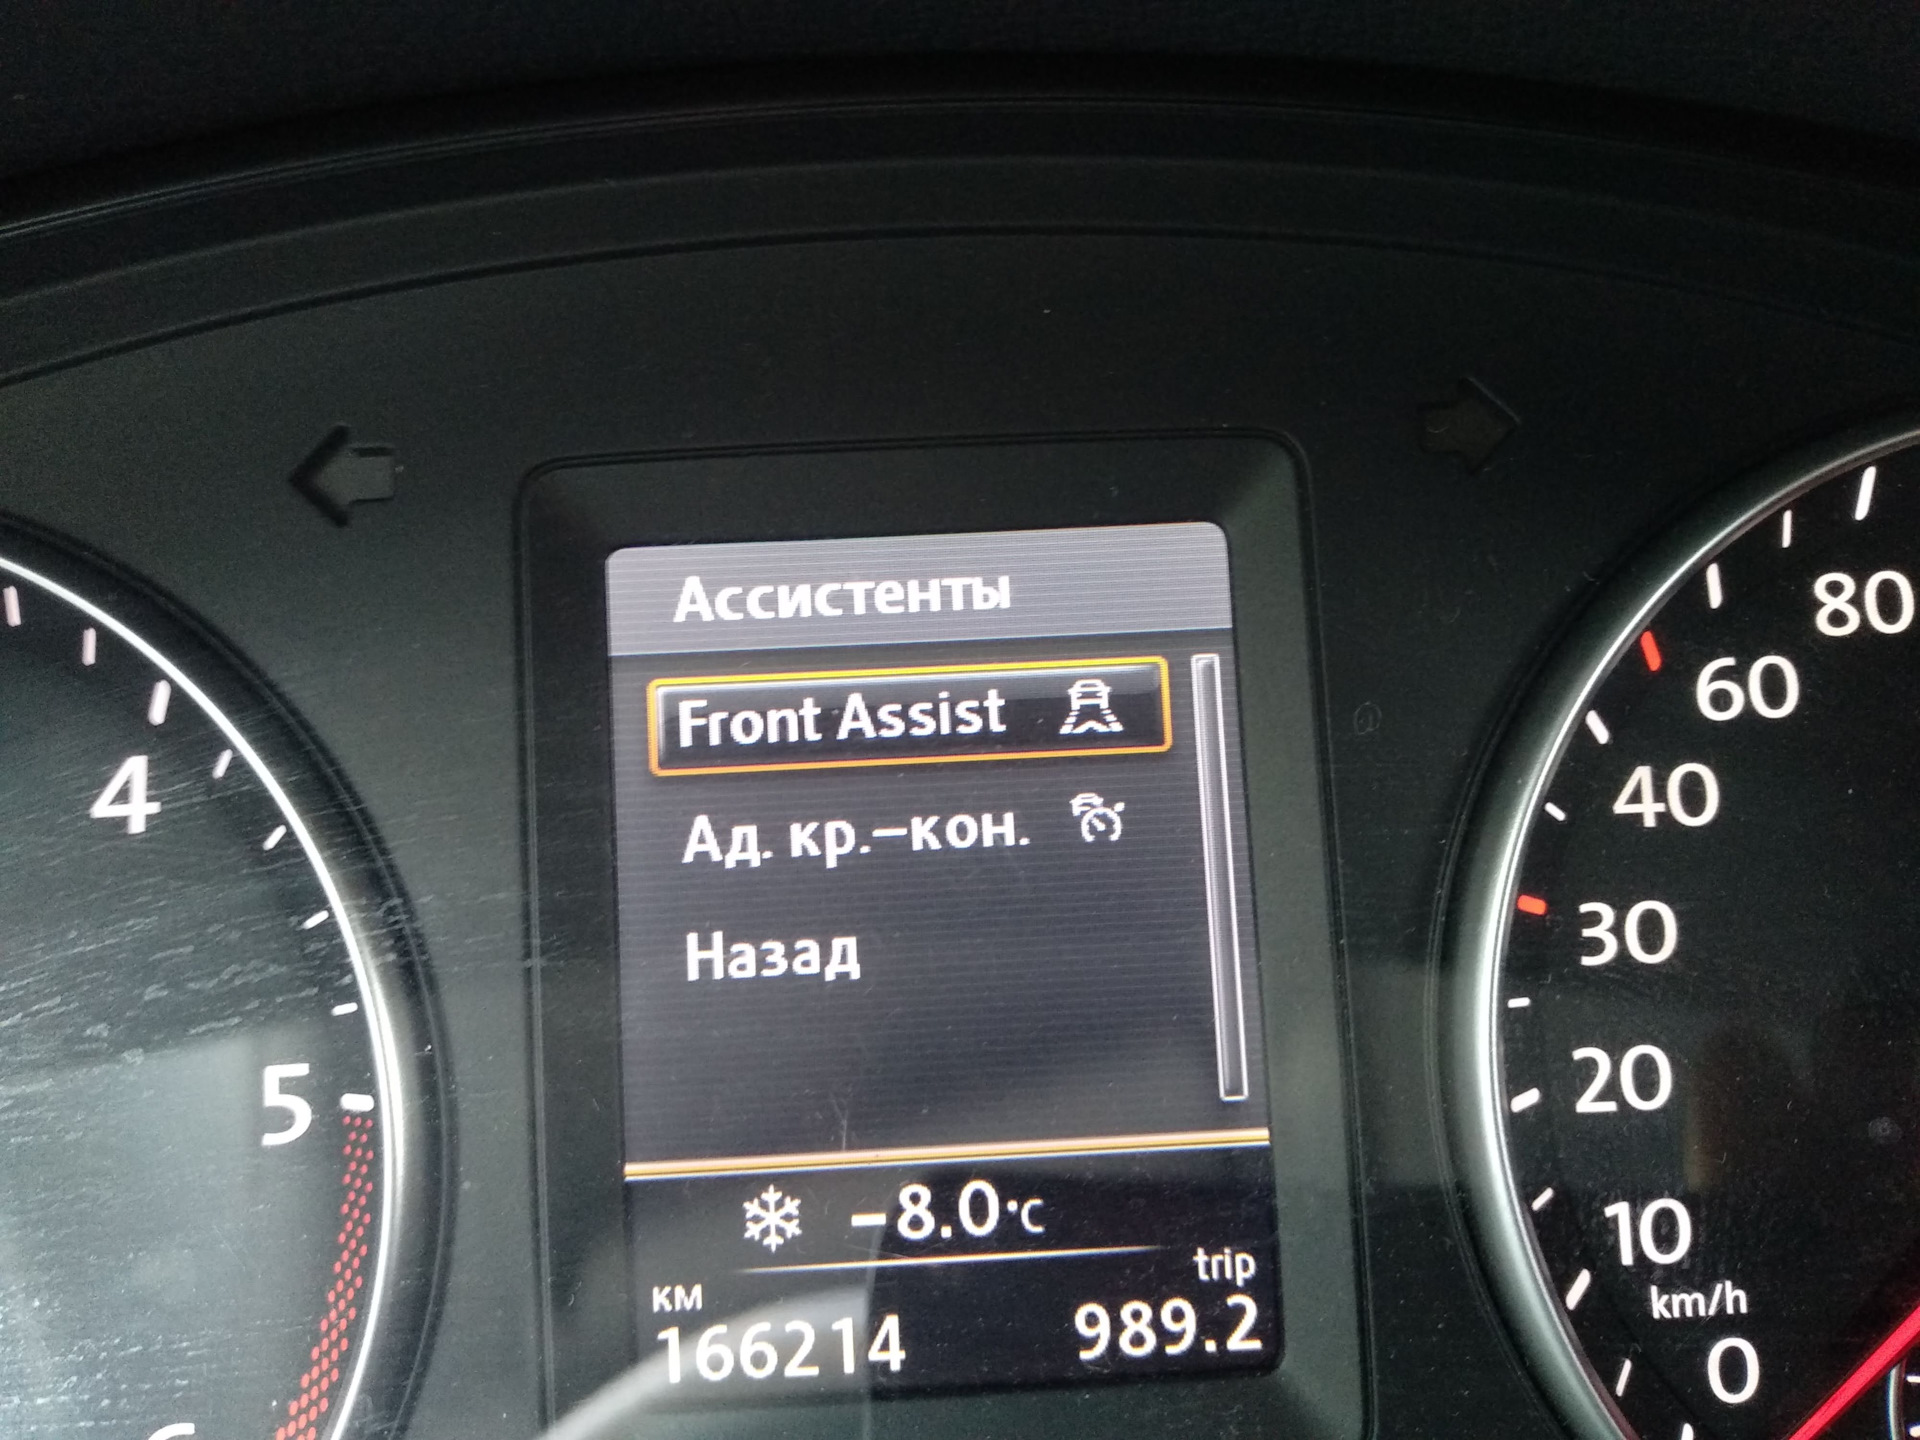 Ассистенты
Front Assist
Ад. кр.-кон.
Назад
-8.0°C
trip
км
166214
989.2
4
5
80
60
40
30
20
10
km/h
0